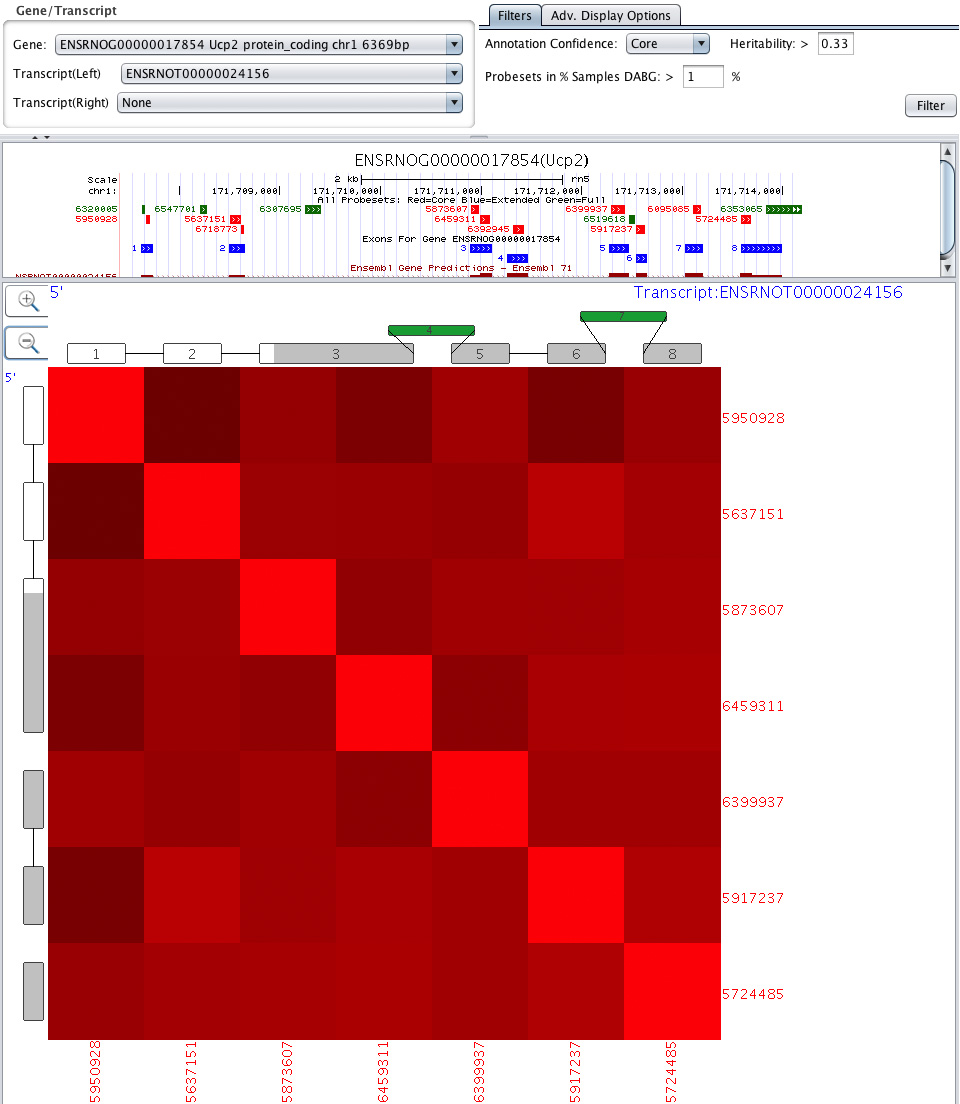 Gene/Transcript
Gene: ENSRNOG00000017854 Ucp2 protein_coding chr1 6369bp
Transcript(Left) ENSRNOT00000024156
Transcript(Right) None
Filters Adv. Display Options
Annotation Confidence: Core Heritability: > 0.33
Probesets in % Samples DABG: > 1 %
Filter
ENSRNOG00000017854(Ucp2)
Scale 2 kb rn5
chr1: 171,709,000 171,710,000 171,711,000 171,712,000 171,713,000 171,714,000
All Probesets: Red=Core Blue=Extended Green=Full
6320005 6547701 6307695 5873607 6399937 6095085 6353065
5950928 5637151 6459311 6519618 5724485
6718773 6392945 5917237
Exons For Gene ENSRNOG00000017854
1 2 3 5 7 8
4 6
Ensembl Gene Predictions - Ensembl 71
NSRNOT00000024156
5' Transcript:ENSRNOT00000024156
4 7
1 2 3 5 6 8
5'
5950928
5637151
5873607
6459311
6399937
5917237
5724485
5950928 5637151 5873607 6459311 6399937 5917237 5724485